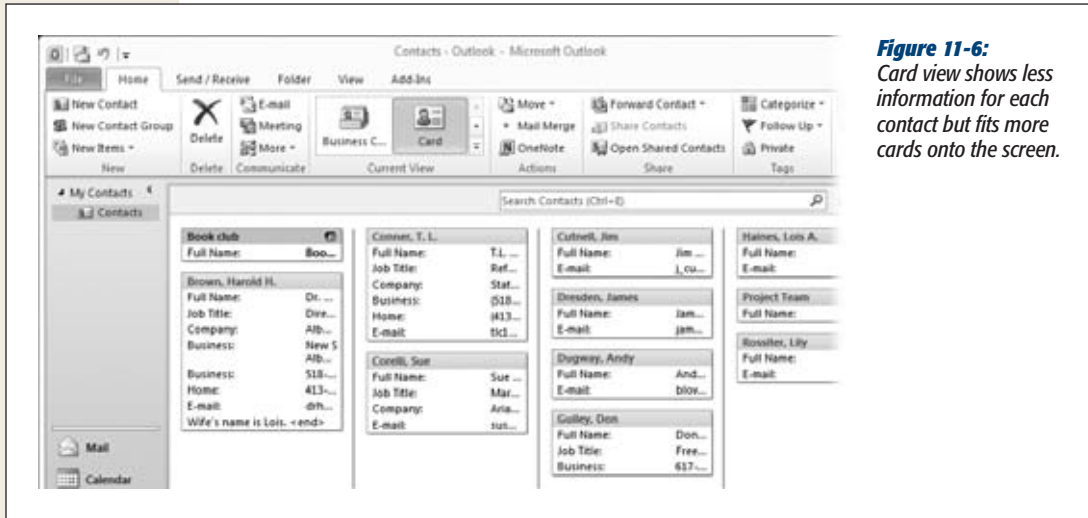 Contacts - Outlook - Microsoft Outlook
File Home Send / Receive Folder View Add-Ins
New Contact
New Contact Group
New Items
New
Delete
Delete
E-mail
Meeting
More
Communicate
Business C...
Card
Current View
Move
Mail Merge
OneNote
Actions
Forward Contact
Share Contacts
Open Shared Contacts
Share
Categorize
Follow Up
Private
Tags
My Contacts
Contacts
Mail
Calendar
Search Contacts (Ctrl+E)
Book club
Full Name: Boo...
Brown, Harold H.
Full Name: Dr. ...
Job Title: Dire...
Company: Alb...
Business: New S
Alb...
Business: 518-...
Home: 413-...
E-mail: drh...
Wife's name is Lois. <end>
Conner, T. L.
Full Name: T.L. ...
Job Title: Ref...
Company: Stat...
Business: (518...
Home: (413...
E-mail: tlc1...
Corelli, Sue
Full Name: Sue ...
Job Title: Mar...
Company: Aria...
E-mail: sus...
Cutnell, Jim
Full Name: Jim ...
E-mail: j_cu...
Dresden, James
Full Name: Jam...
E-mail: jam...
Dugway, Andy
Full Name: And...
E-mail: blov...
Gulley, Don
Full Name: Don...
Job Title: Free...
Business: 617-...
Haines, Lois A.
Full Name:
E-mail:
Project Team
Full Name:
Rossiter, Lily
Full Name:
E-mail:
Figure 11-6:
Card view shows less
information for each
contact but fits more
cards onto the screen.